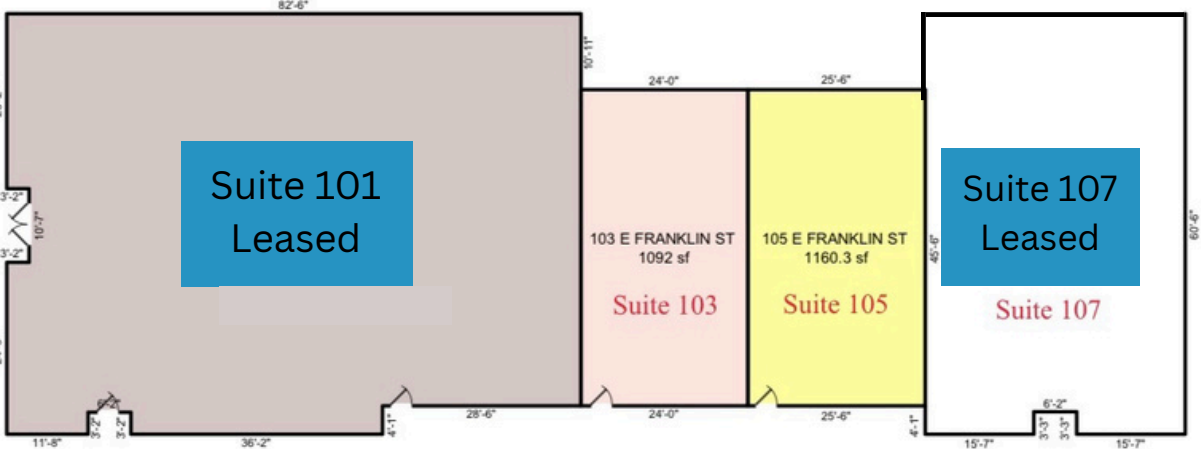 82'-6"
10'-11"
24'-0"
25'-6"
Suite 101
Leased
Suite 107
Leased
3'-2"
10'-7"
3'-2"
60'-6"
45'-6"
103 E FRANKLIN ST
1092 sf
105 E FRANKLIN ST
1160.3 sf
Suite 103
Suite 105
Suite 107
6'-2"
3'-2"
3'-2"
11'-8"
36'-2"
4'-1"
28'-6"
24'-0"
25'-6"
4'-1"
6'-2"
3'-3"
3'-3"
15'-7"
15'-7"